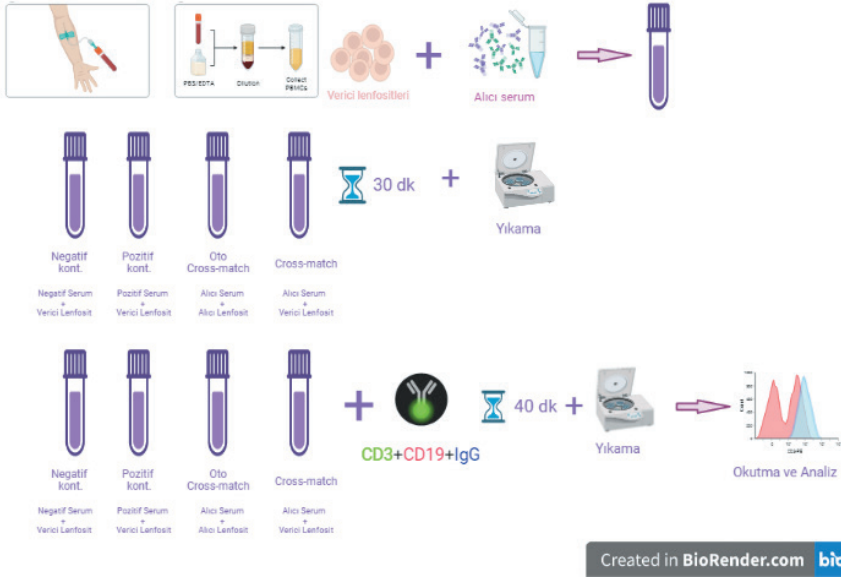 PBS/EDTA
Dilution
Collect
PBMCs
Verici lenfositleri
Alıcı serum
30 dk
Yıkama
Negatif
kont.
Pozitif
kont.
Oto
Cross-match
Cross-match
Negatif Serum
+
Verici Lenfosit
Pozitif Serum
+
Verici Lenfosit
Alıcı Serum
+
Alıcı Lenfosit
Alıcı Serum
+
Verici Lenfosit
CD3+CD19+IgG
40 dk
Yıkama
Okutma ve Analiz
Negatif
kont.
Pozitif
kont.
Oto
Cross-match
Cross-match
Negatif Serum
+
Verici Lenfosit
Pozitif Serum
+
Verici Lenfosit
Alıcı Serum
+
Alıcı Lenfosit
Alıcı Serum
+
Verici Lenfosit
Created in BioRender.com